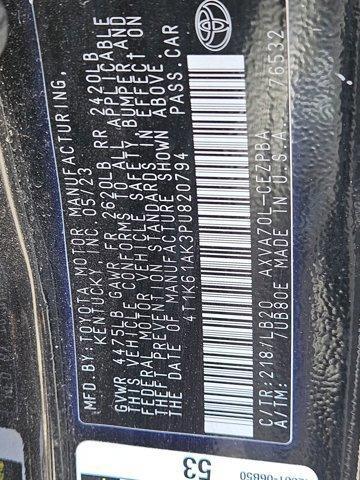 MFD. BY: TOYOTA MOTOR MANUFACTURING,
KENTUCKY, INC. 05/23
GVWR 4475LB GAWR FR 2620LB RR 2420LB
THIS VEHICLE CONFORMS TO ALL APPLICABLE
FEDERAL MOTOR VEHICLE SAFETY, BUMPER, AND
THEFT PREVENTION STANDARDS IN EFFECT ON
THE DATE OF MANUFACTURE SHOWN ABOVE.
4T1K61AK3PU820794 PASS CAR
C/TR: 218/LB20 AXVA70L-CEZPBA
A/TM: /UB80E MADE IN U.S.A. 76532
53
06B50